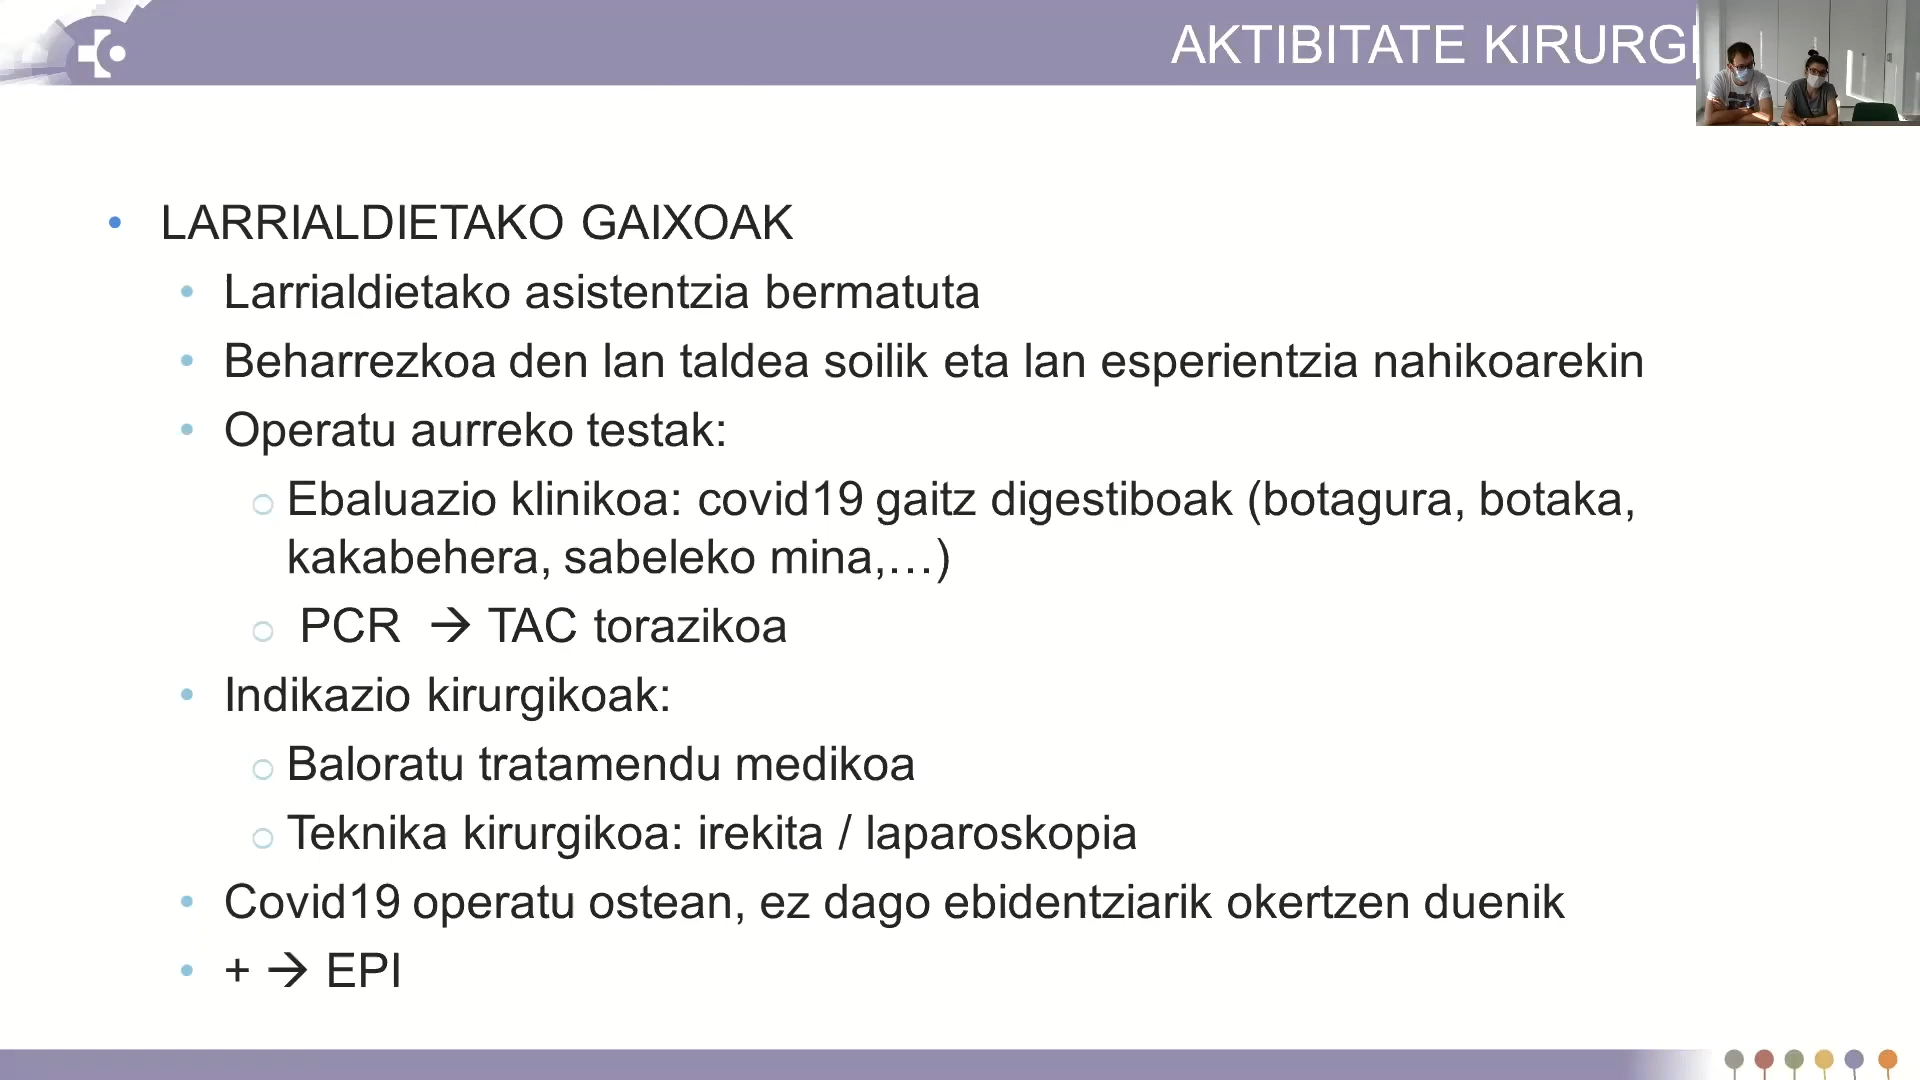 AKTIBITATE KIRURGI
• LARRIALDIETAKO GAIXOAK
• Larrialdietako asistentzia bermatuta
• Beharrezkoa den lan taldea soilik eta lan esperientzia nahikoarekin
• Operatu aurreko testak:
○ Ebaluazio klinikoa: covid19 gaitz digestiboak (botagura, botaka,
kakabehera, sabeleko mina,…)
○ PCR → TAC torazikoa
• Indikazio kirurgikoak:
○ Baloratu tratamendu medikoa
○ Teknika kirurgikoa: irekita / laparoskopia
• Covid19 operatu ostean, ez dago ebidentziarik okertzen duenik
• + → EPI